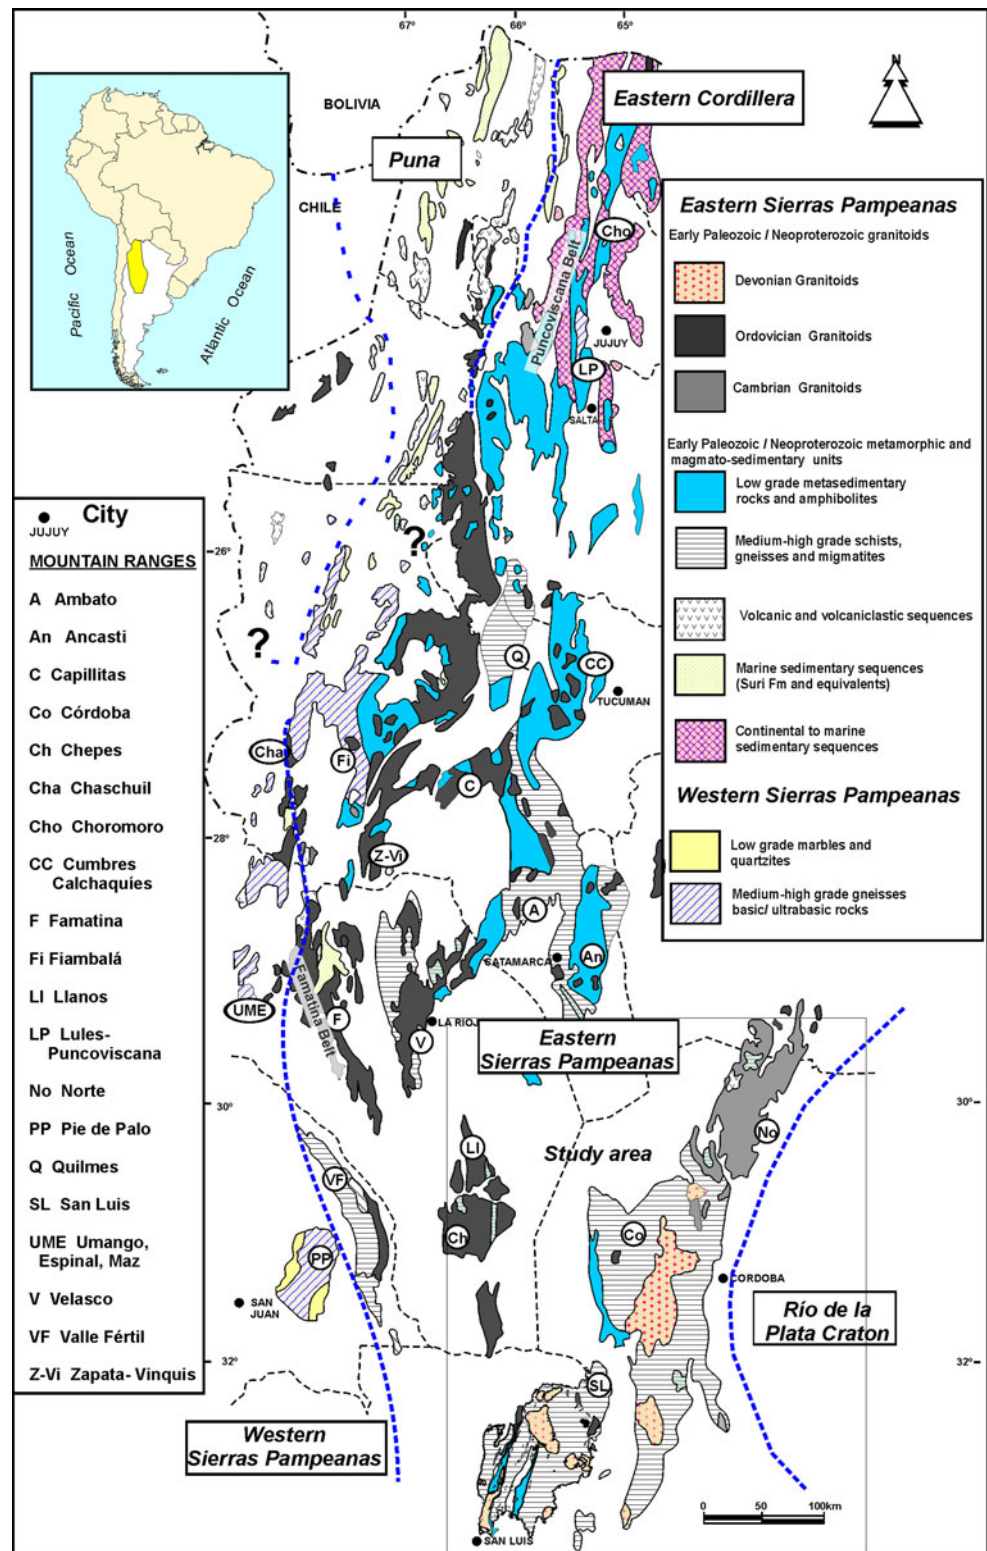 67°
66°
65°
N
BOLIVIA
Eastern Cordillera
Puna
CHILE
Pacific Ocean
Atlantic Ocean
Cho
Puncoviscana Belt
JUJUY
LP
SALTA
Eastern Sierras Pampeanas
Early Paleozoic / Neoproterozoic granitoids
Devonian Granitoids
Ordovician Granitoids
Cambrian Granitoids
Early Paleozoic / Neoproterozoic metamorphic and
magmato-sedimentary units
Low grade metasedimentary
rocks and amphibolites
Medium-high grade schists,
gneisses and migmatites
Volcanic and volcaniclastic sequences
Marine sedimentary sequences
(Suri Fm and equivalents)
Continental to marine
sedimentary sequences
Western Sierras Pampeanas
Low grade marbles and
quartzites
Medium-high grade gneisses
basic/ ultrabasic rocks
City
JUJUY
MOUNTAIN RANGES
A Ambato
An Ancasti
C Capillitas
Co Córdoba
Ch Chepes
Cha Chaschuil
Cho Choromoro
CC Cumbres
Calchaquíes
F Famatina
Fi Fiambalá
Ll Llanos
LP Lules-
Puncoviscana
No Norte
PP Pie de Palo
Q Quilmes
SL San Luis
UME Umango,
Espinal, Maz
V Velasco
VF Valle Fértil
Z-Vi Zapata-Vinquis
26°
?
?
Q
CC
TUCUMAN
Cha
Fi
C
28°
Z-Vi
A
CATAMARCA
An
UME
Famatina Belt
F
LA RIOJ
V
Eastern
Sierras Pampeanas
30°
30°
No
Ll
Study area
VF
Ch
Co
PP
CORDOBA
SAN
JUAN
Río de la
Plata Craton
32°
32°
SL
Western
Sierras Pampeanas
0 50 100km
SAN LUIS